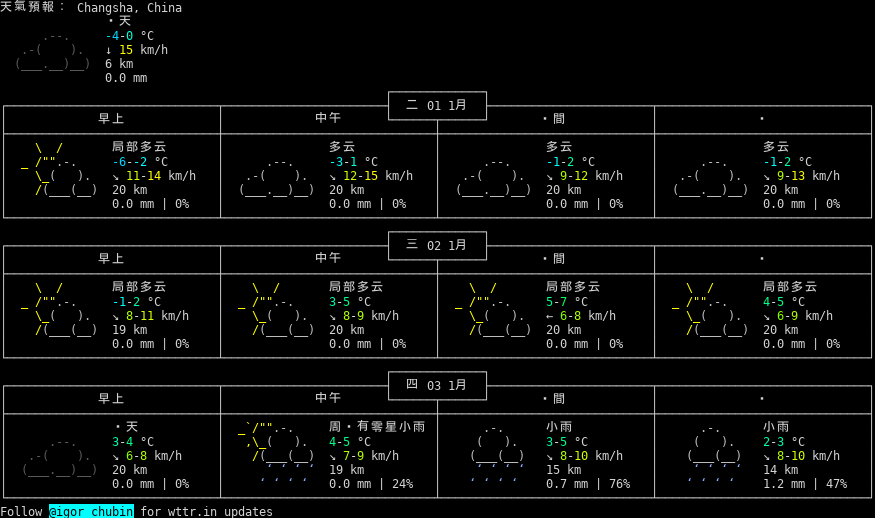 天氣預報： Changsha, China
・天
-4-0 °C
↓ 15 km/h
6 km
0.0 mm
二 01 1月
早上 中午 ・間 ・
局部多云 多云 多云 多云
-6--2 °C -3-1 °C -1-2 °C -1-2 °C
↘ 11-14 km/h ↘ 12-15 km/h ↘ 9-12 km/h ↘ 9-13 km/h
20 km 20 km 20 km 20 km
0.0 mm | 0% 0.0 mm | 0% 0.0 mm | 0% 0.0 mm | 0%
三 02 1月
早上 中午 ・間 ・
局部多云 局部多云 局部多云 局部多云
-1-2 °C 3-5 °C 5-7 °C 4-5 °C
↘ 8-11 km/h ↘ 8-9 km/h ← 6-8 km/h ↘ 6-9 km/h
19 km 20 km 20 km 20 km
0.0 mm | 0% 0.0 mm | 0% 0.0 mm | 0% 0.0 mm | 0%
四 03 1月
早上 中午 ・間 ・
・天 周・有零星小雨 小雨 小雨
3-4 °C 4-5 °C 3-5 °C 2-3 °C
↘ 6-8 km/h ↘ 7-9 km/h ↘ 8-10 km/h ↘ 8-10 km/h
20 km 19 km 15 km 14 km
0.0 mm | 0% 0.0 mm | 24% 0.7 mm | 76% 1.2 mm | 47%
Follow @igor_chubin for wttr.in updates